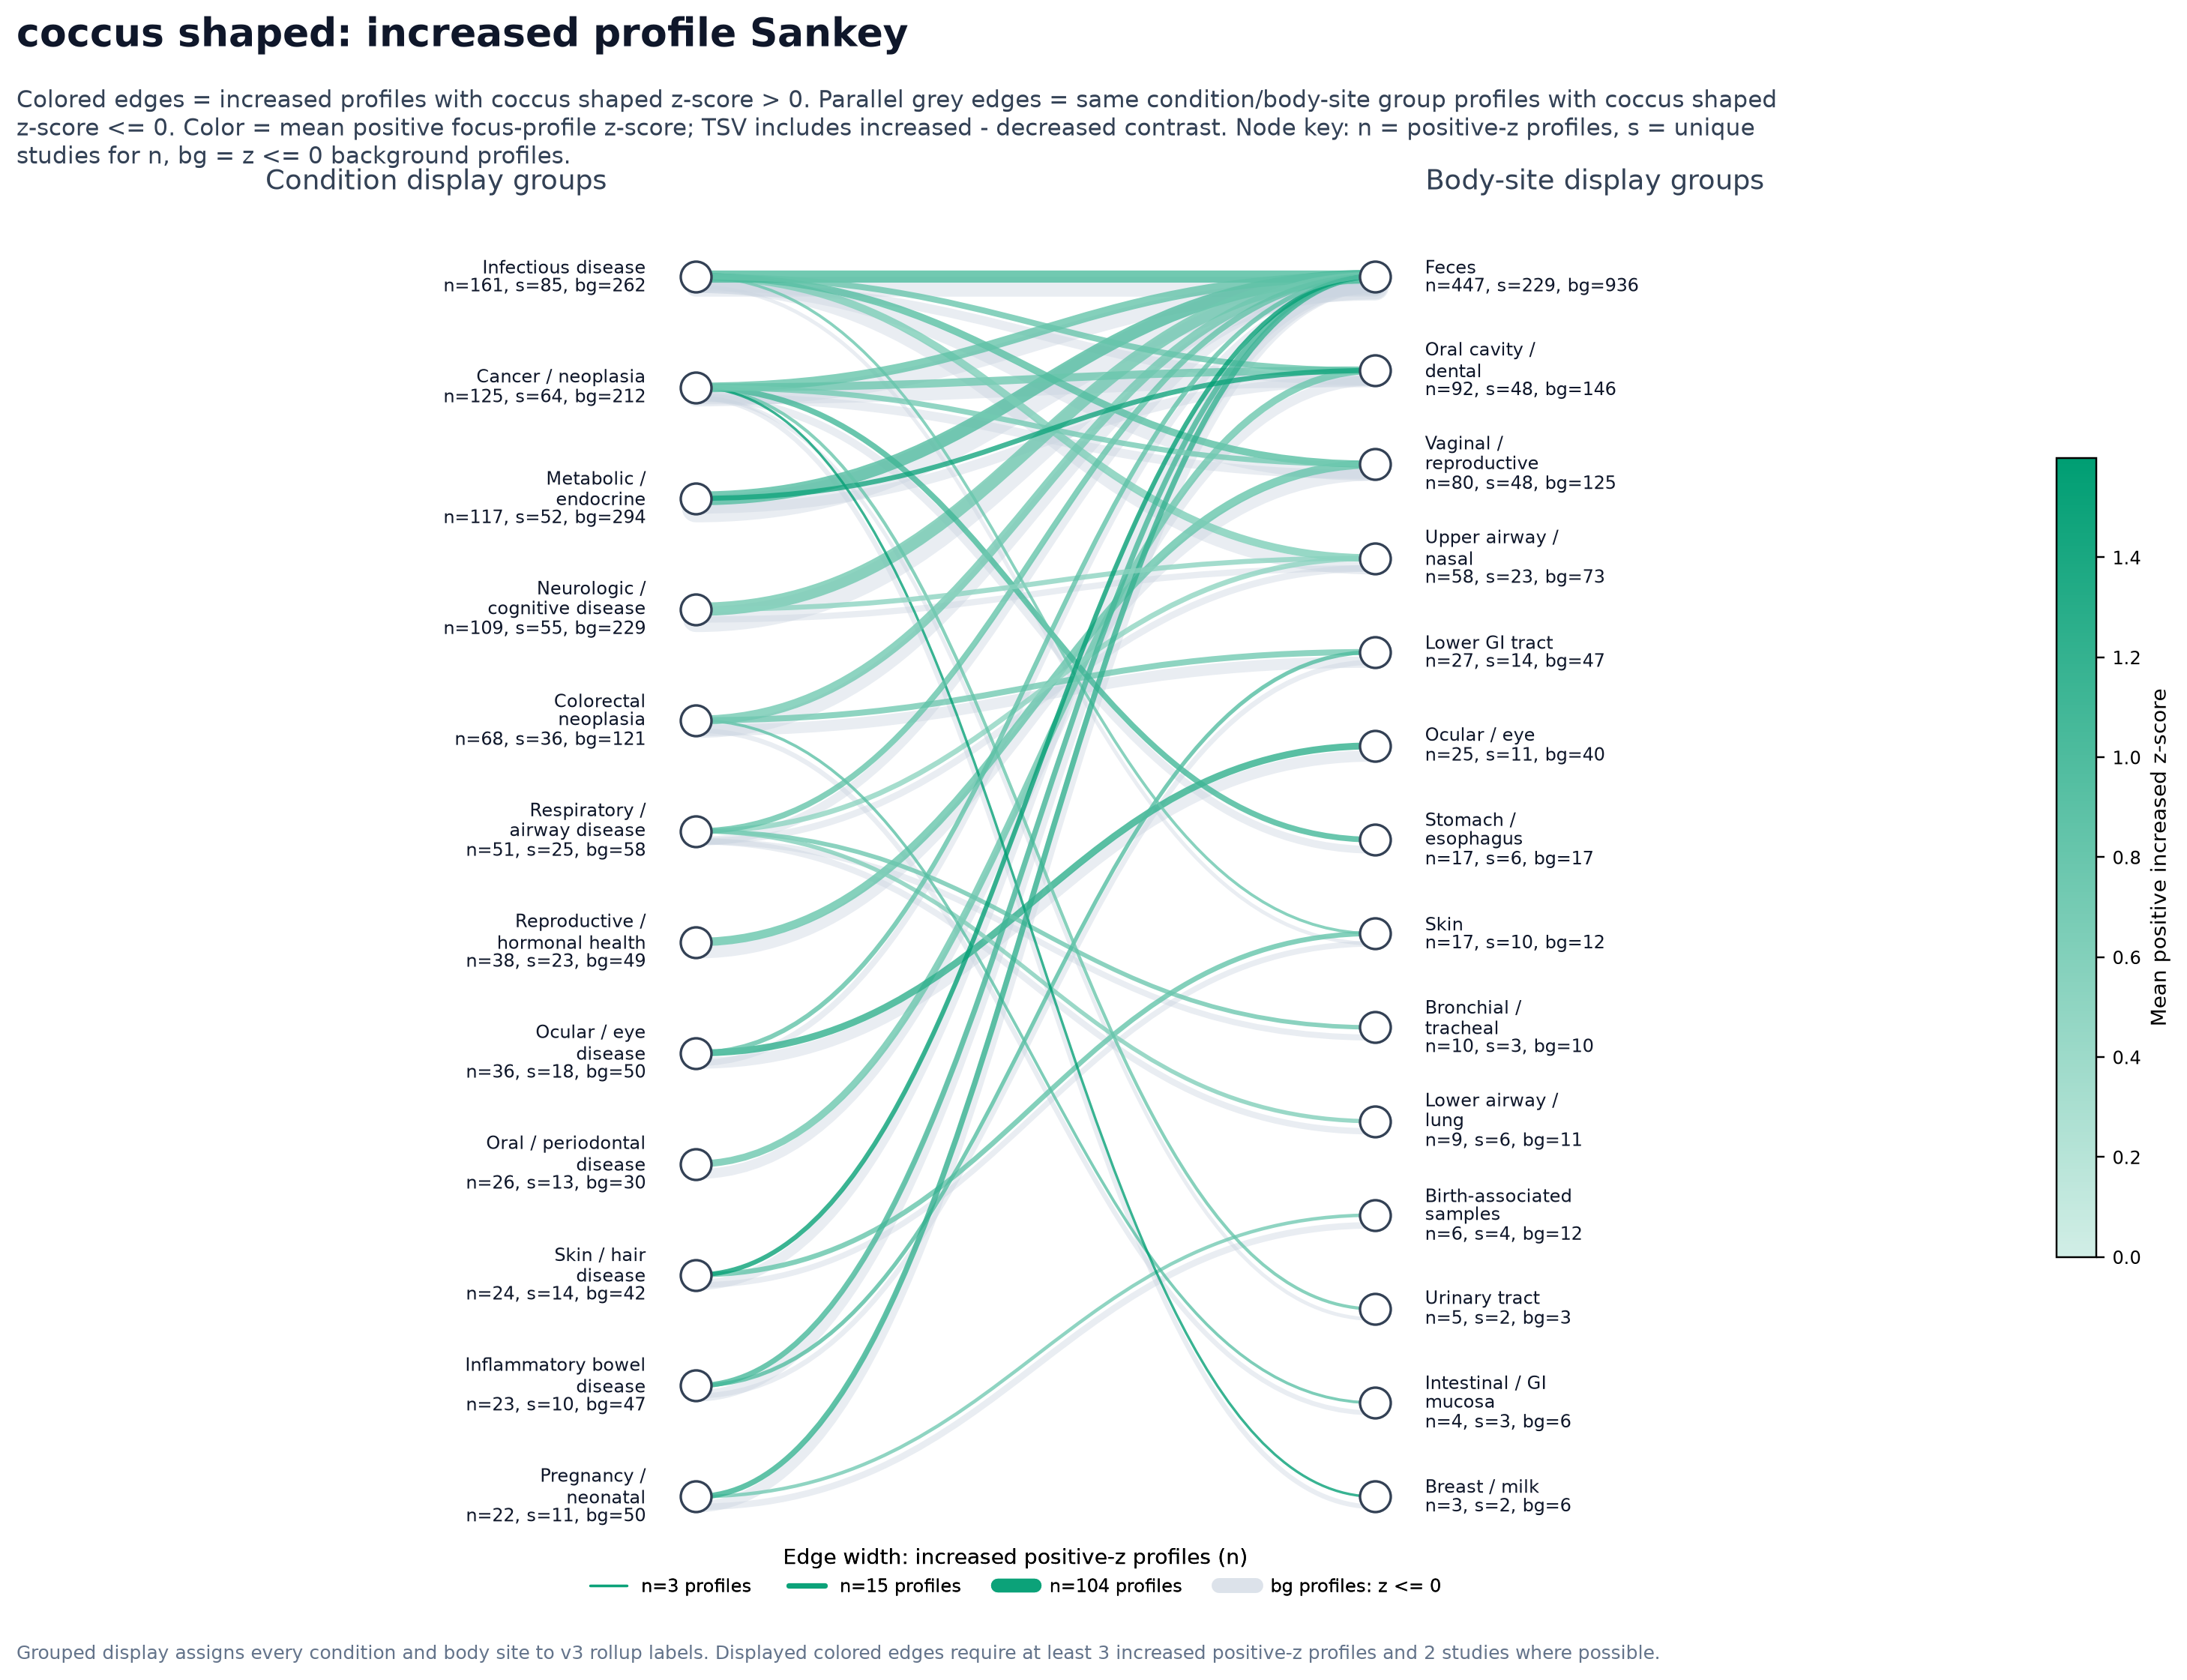 coccus shaped: increased profile Sankey
Colored edges = increased profiles with coccus shaped z-score > 0. Parallel grey edges = same condition/body-site group profiles with coccus shaped
z-score <= 0. Color = mean positive focus-profile z-score; TSV includes increased - decreased contrast. Node key: n = positive-z profiles, s = unique
studies for n, bg = z <= 0 background profiles.
Condition display groups
Body-site display groups
Infectious disease
n=161, s=85, bg=262
Cancer / neoplasia
n=125, s=64, bg=212
Metabolic /
endocrine
n=117, s=52, bg=294
Neurologic /
cognitive disease
n=109, s=55, bg=229
Colorectal
neoplasia
n=68, s=36, bg=121
Respiratory /
airway disease
n=51, s=25, bg=58
Reproductive /
hormonal health
n=38, s=23, bg=49
Ocular / eye
disease
n=36, s=18, bg=50
Oral / periodontal
disease
n=26, s=13, bg=30
Skin / hair
disease
n=24, s=14, bg=42
Inflammatory bowel
disease
n=23, s=10, bg=47
Pregnancy /
neonatal
n=22, s=11, bg=50
Feces
n=447, s=229, bg=936
Oral cavity /
dental
n=92, s=48, bg=146
Vaginal /
reproductive
n=80, s=48, bg=125
Upper airway /
nasal
n=58, s=23, bg=73
Lower GI tract
n=27, s=14, bg=47
Ocular / eye
n=25, s=11, bg=40
Stomach /
esophagus
n=17, s=6, bg=17
Skin
n=17, s=10, bg=12
Bronchial /
tracheal
n=10, s=3, bg=10
Lower airway /
lung
n=9, s=6, bg=11
Birth-associated
samples
n=6, s=4, bg=12
Urinary tract
n=5, s=2, bg=3
Intestinal / GI
mucosa
n=4, s=3, bg=6
Breast / milk
n=3, s=2, bg=6
1.4
1.2
1.0
0.8
0.6
0.4
0.2
0.0
Mean positive increased z-score
Edge width: increased positive-z profiles (n)
n=3 profiles
n=15 profiles
n=104 profiles
bg profiles: z <= 0
Grouped display assigns every condition and body site to v3 rollup labels. Displayed colored edges require at least 3 increased positive-z profiles and 2 studies where possible.